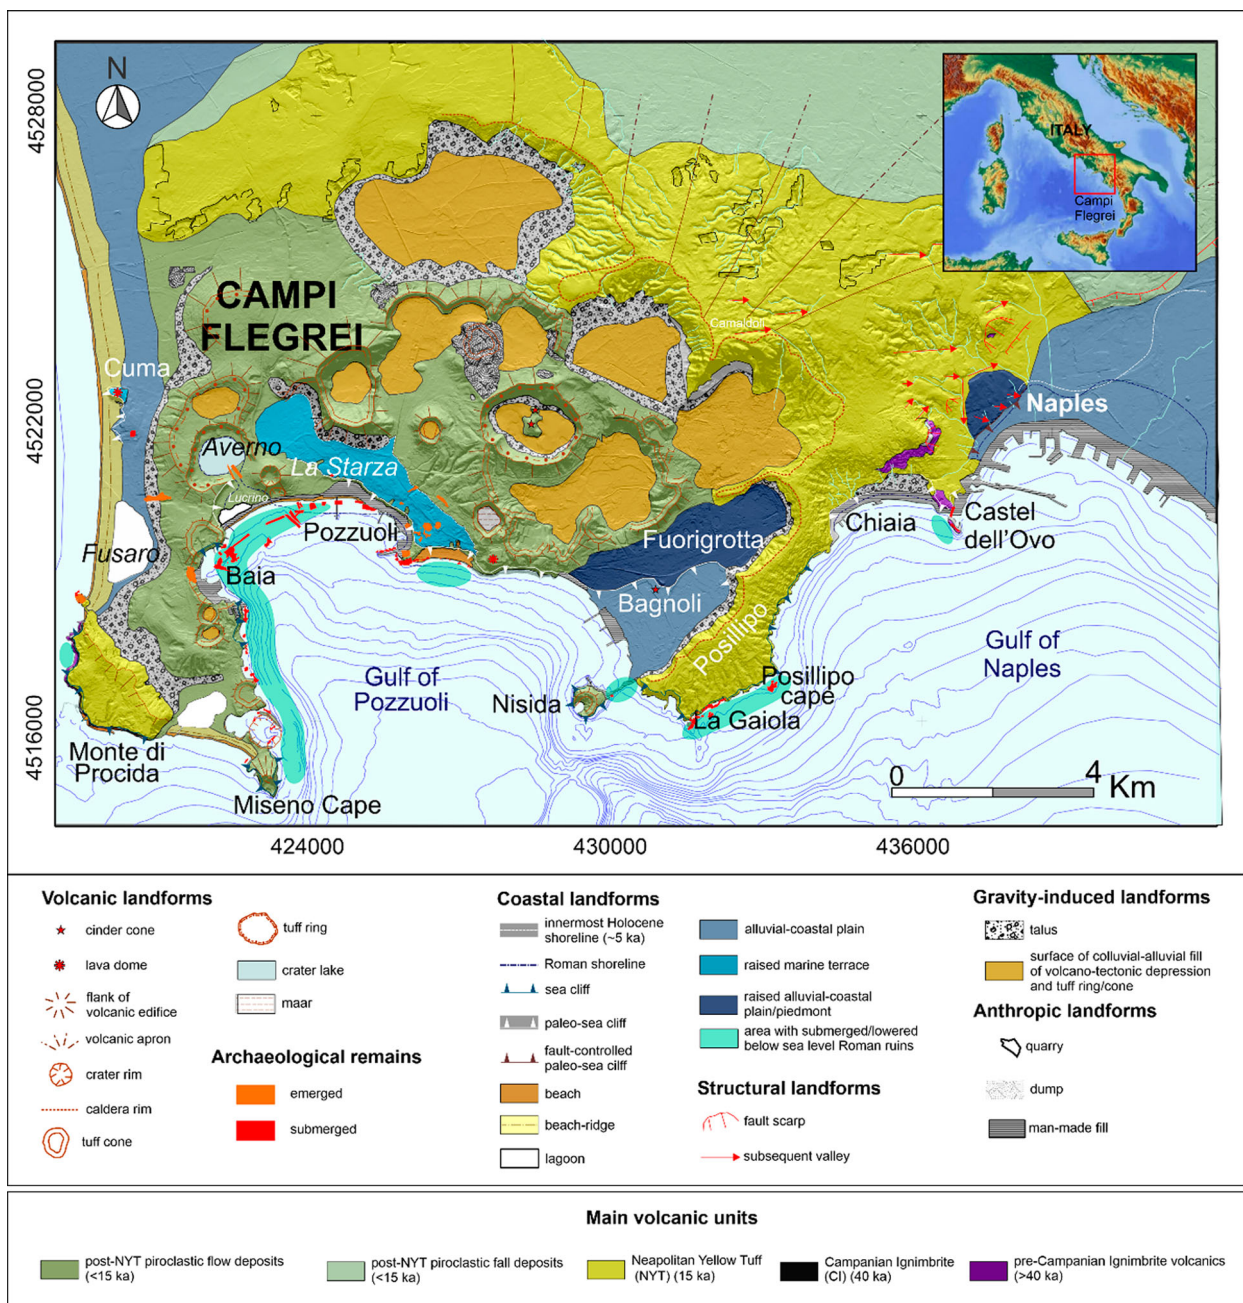 N
ITALY
Campi
Flegrei
4528000
4522000
4516000
CAMPI
FLEGREI
Camaldoli
Cuma
Naples
Averno
La Starza
Lucrino
Pozzuoli
Chiaia
Castel
dell'Ovo
Fusaro
Fuorigrotta
Baia
Bagnoli
Posillipo
Gulf of
Pozzuoli
Gulf of
Naples
Nisida
Posillipo
cape
La Gaiola
Monte di
Procida
Miseno Cape
0 4
Km
424000 430000 436000
Volcanic landforms
cinder cone
lava dome
flank of
volcanic edifice
volcanic apron
crater rim
caldera rim
tuff cone
tuff ring
crater lake
maar
Archaeological remains
emerged
submerged
Coastal landforms
innermost Holocene
shoreline (~5 ka)
Roman shoreline
sea cliff
paleo-sea cliff
fault-controlled
paleo-sea cilff
beach
beach-ridge
lagoon
alluvial-coastal plain
raised marine terrace
raised alluvial-coastal
plain/piedmont
area with submerged/lowered
below sea level Roman ruins
Structural landforms
fault scarp
subsequent valley
Gravity-induced landforms
talus
surface of colluvial-alluvial fill
of volcano-tectonic depression
and tuff ring/cone
Anthropic landforms
quarry
dump
man-made fill
Main volcanic units
post-NYT piroclastic flow deposits
(<15 ka)
post-NYT piroclastic fall deposits
(<15 ka)
Neapolitan Yellow Tuff
(NYT) (15 ka)
Campanian Ignimbrite
(CI) (40 ka)
pre-Campanian Ignimbrite volcanics
(>40 ka)